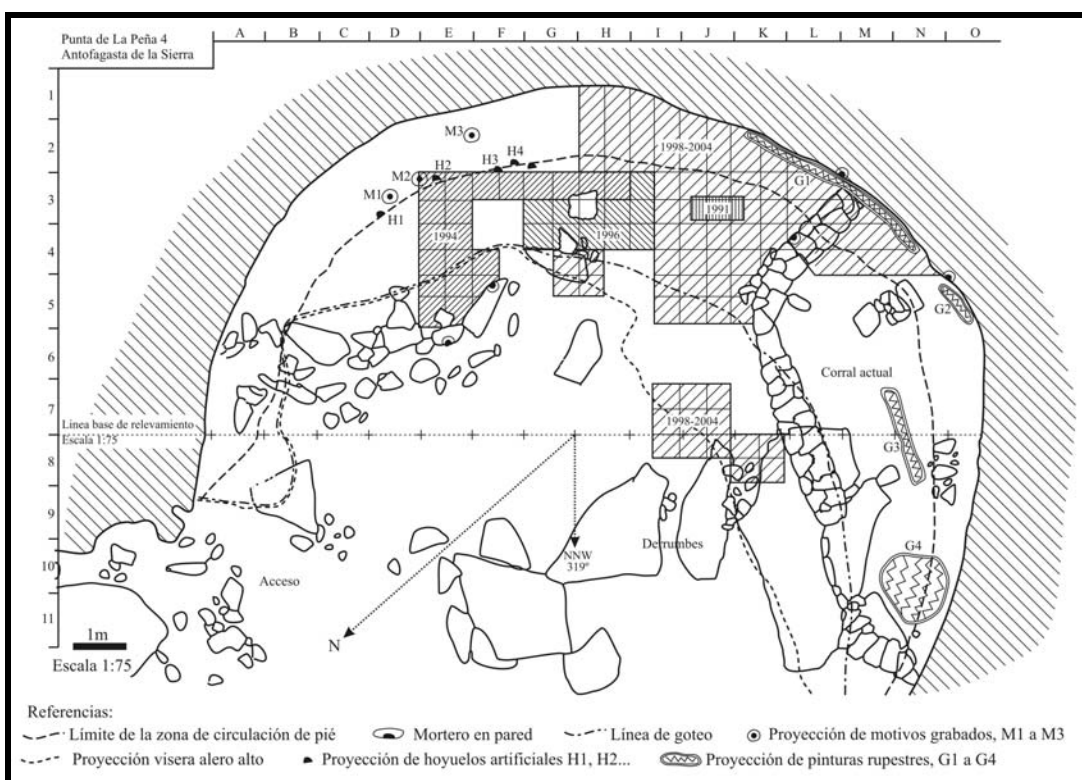 Punta de La Peña 4
Antofagasta de la Sierra
A B C D E F G H I J K L M N O
1
2
3
4
5
6
7
8
9
10
11
M3
H4
H3
H2
M2
M1
H1
1998-2004
G1
1991
1994
1996
G2
Corral actual
1998-2004
Línea base de relevamiento
Escala 1:75
G3
NNW
319°
Derrumbes
G4
Acceso
N
1m
Escala 1:75
Referencias:
Límite de la zona de circulación de pié
Mortero en pared
Línea de goteo
Proyección de motivos grabados, M1 a M3
Proyección visera alero alto
Proyección de hoyuelos artificiales H1, H2...
Proyección de pinturas rupestres, G1 a G4